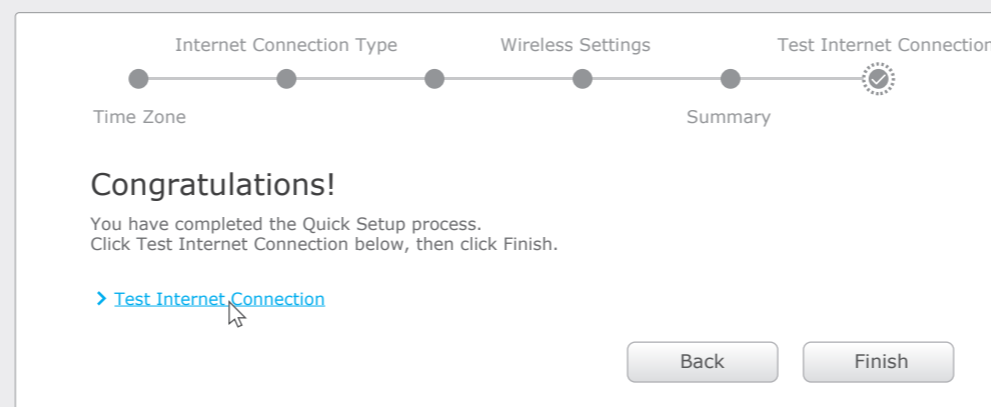 Internet Connection Type
Wireless Settings
Test Internet Connection
Time Zone
Summary
Congratulations!
You have completed the Quick Setup process.
Click Test Internet Connection below, then click Finish.
Test Internet Connection
Back
Finish